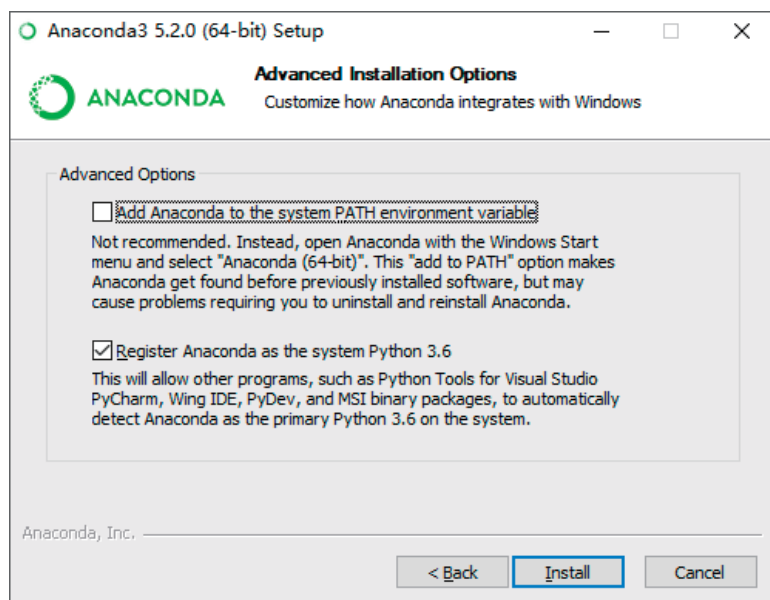 Anaconda3 5.2.0 (64-bit) Setup
Advanced Installation Options
ANACONDA
Customize how Anaconda integrates with Windows
Advanced Options
Add Anaconda to the system PATH environment variable
Not recommended. Instead, open Anaconda with the Windows Start
menu and select "Anaconda (64-bit)". This "add to PATH" option makes
Anaconda get found before previously installed software, but may
cause problems requiring you to uninstall and reinstall Anaconda.
Register Anaconda as the system Python 3.6
This will allow other programs, such as Python Tools for Visual Studio
PyCharm, Wing IDE, PyDev, and MSI binary packages, to automatically
detect Anaconda as the primary Python 3.6 on the system.
Anaconda, Inc.
< Back Install Cancel